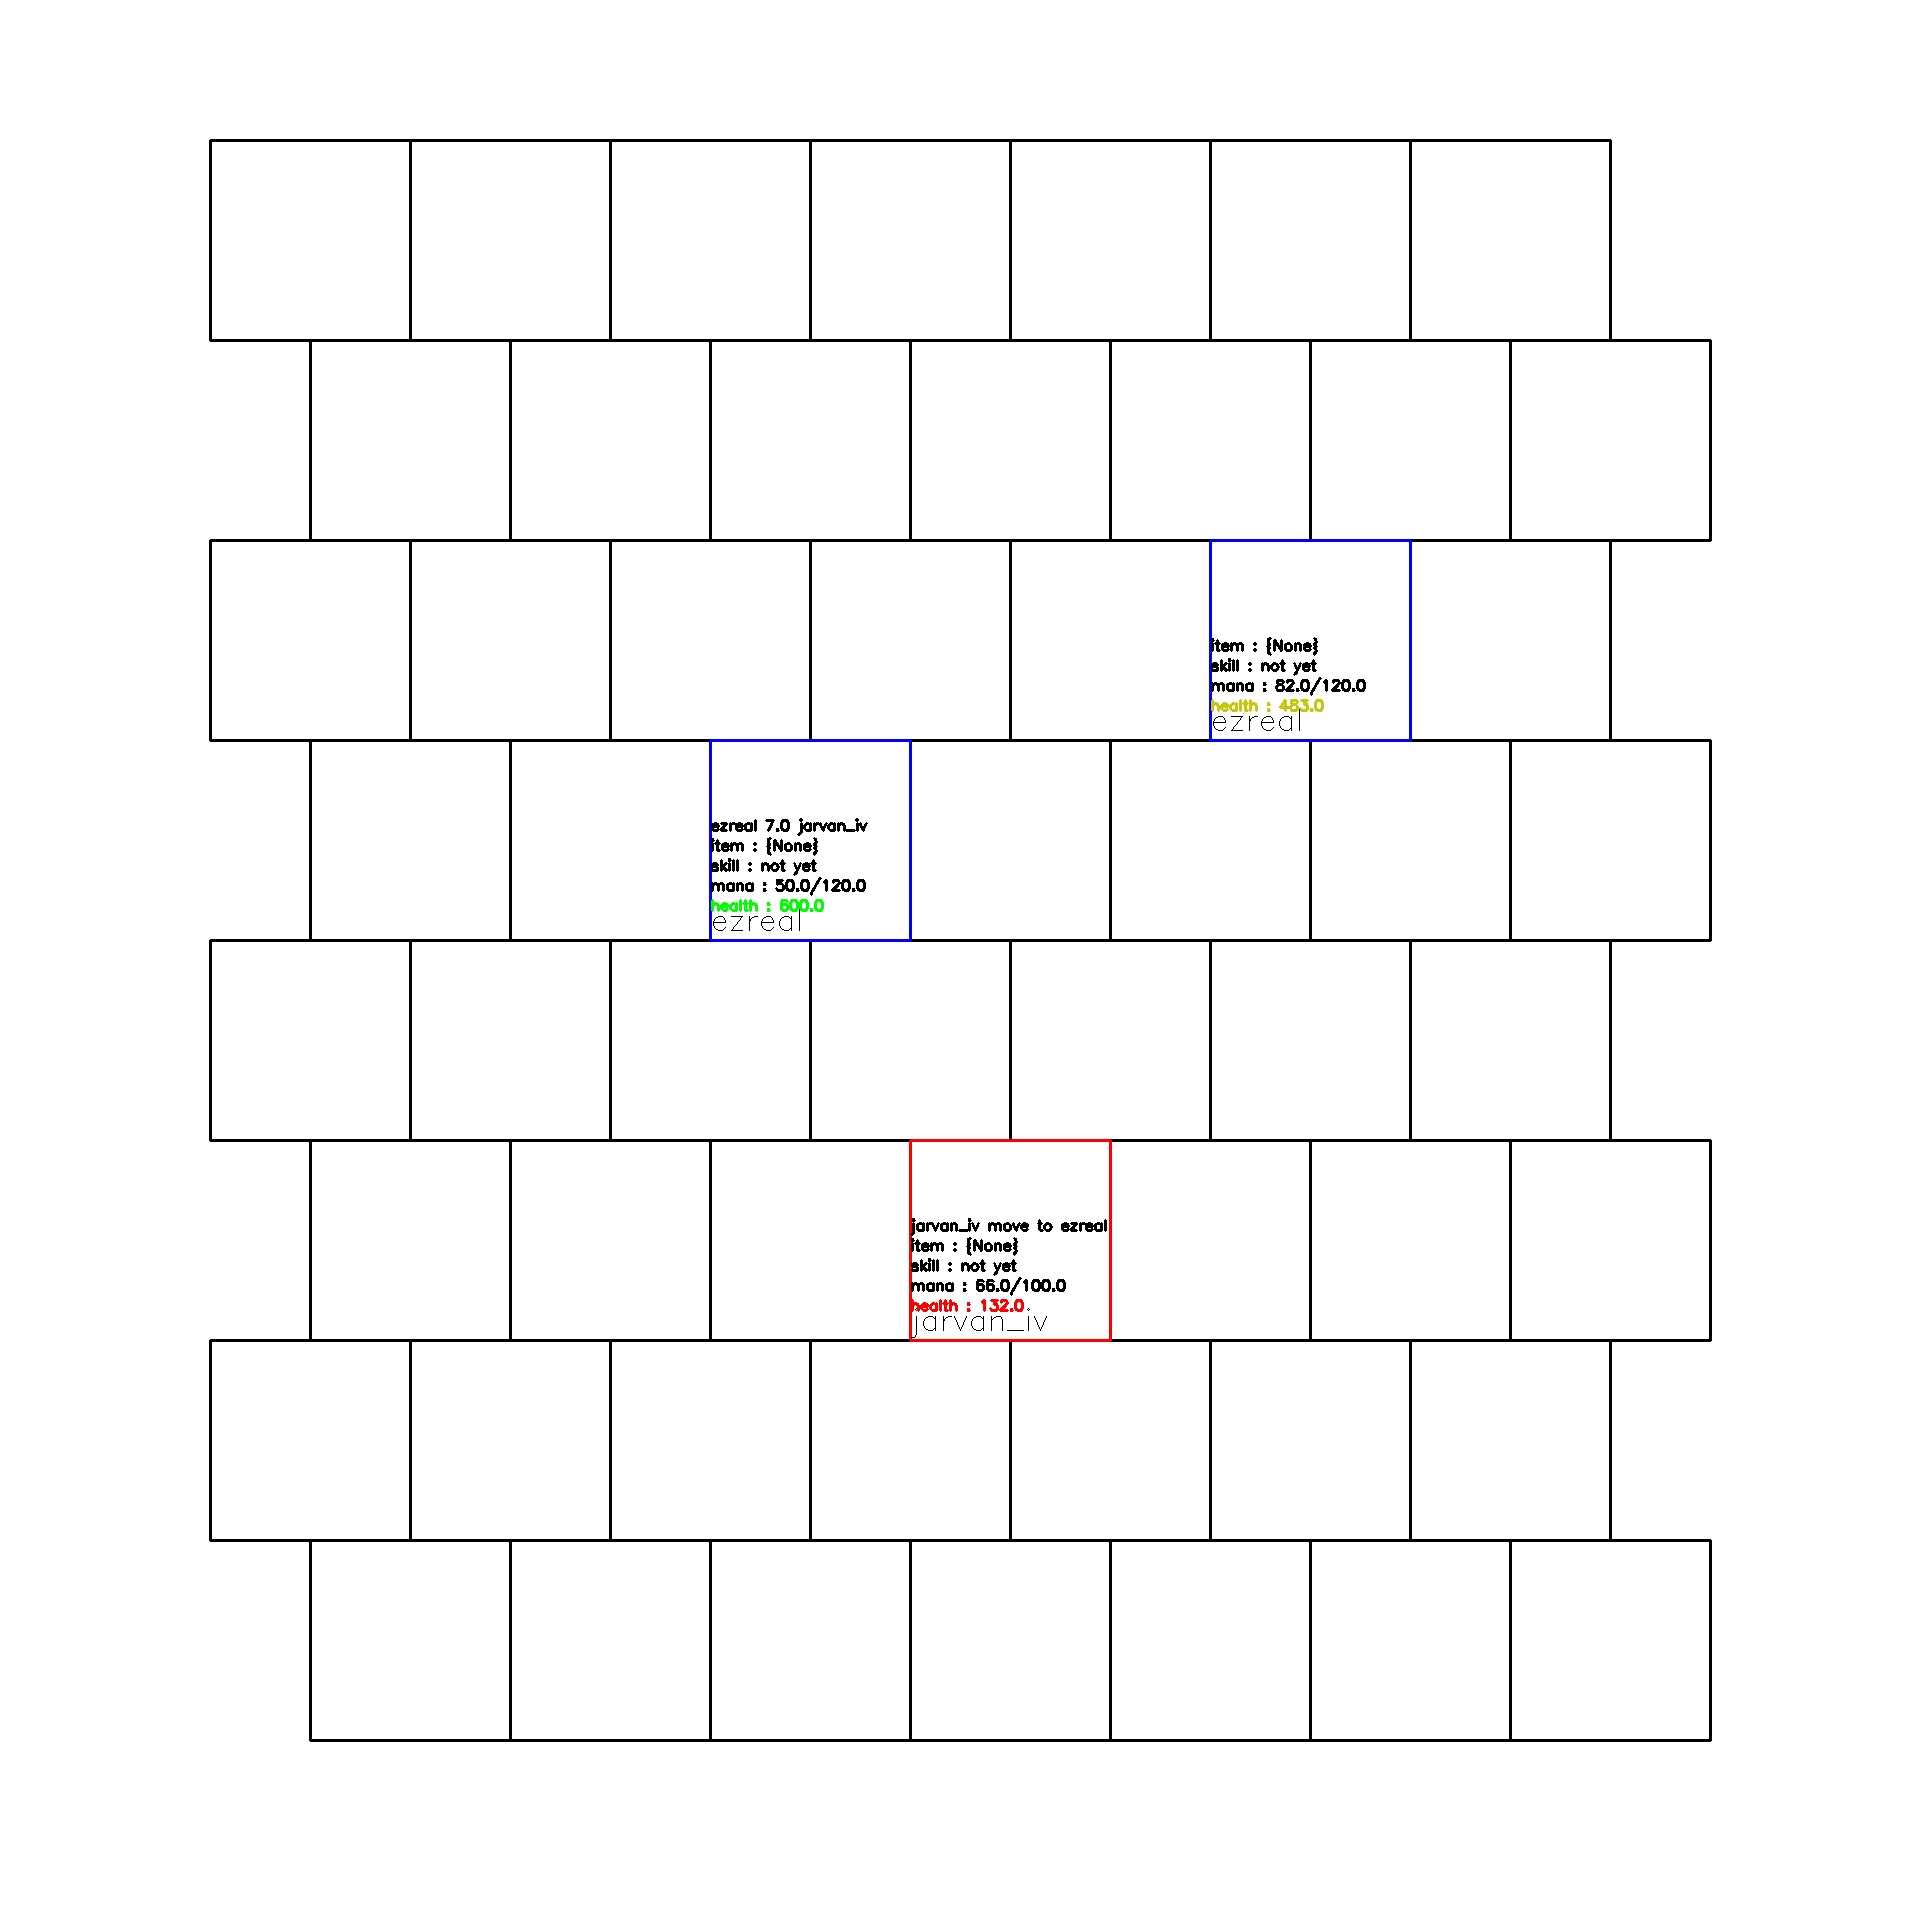 item : {None}
skill : not yet
mana : 82.0/120.0
health : 483.0
ezreal
ezreal 7.0 jarvan_iv
item : {None}
skill : not yet
mana : 50.0/120.0
health : 600.0
ezreal
jarvan_iv move to ezreal
item : {None}
skill : not yet
mana : 66.0/100.0
health : 132.0
jarvan_iv